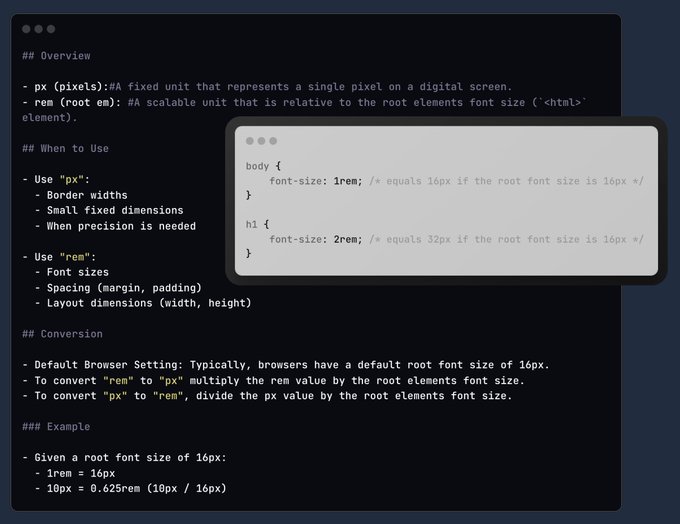 ## Overview
- px (pixels):#A fixed unit that represents a single pixel on a digital screen.
- rem (root em): #A scalable unit that is relative to the root elements font size (`<html>`
element).
## When to Use
- Use "px":
- Border widths
- Small fixed dimensions
- When precision is needed
- Use "rem":
- Font sizes
- Spacing (margin, padding)
- Layout dimensions (width, height)
body {
font-size: 1rem; /* equals 16px if the root font size is 16px */
}
h1 {
font-size: 2rem; /* equals 32px if the root font size is 16px */
}
## Conversion
- Default Browser Setting: Typically, browsers have a default root font size of 16px.
- To convert "rem" to "px" multiply the rem value by the root elements font size.
- To convert "px" to "rem", divide the px value by the root elements font size.
### Example
- Given a root font size of 16px:
- 1rem = 16px
- 10px = 0.625rem (10px / 16px)